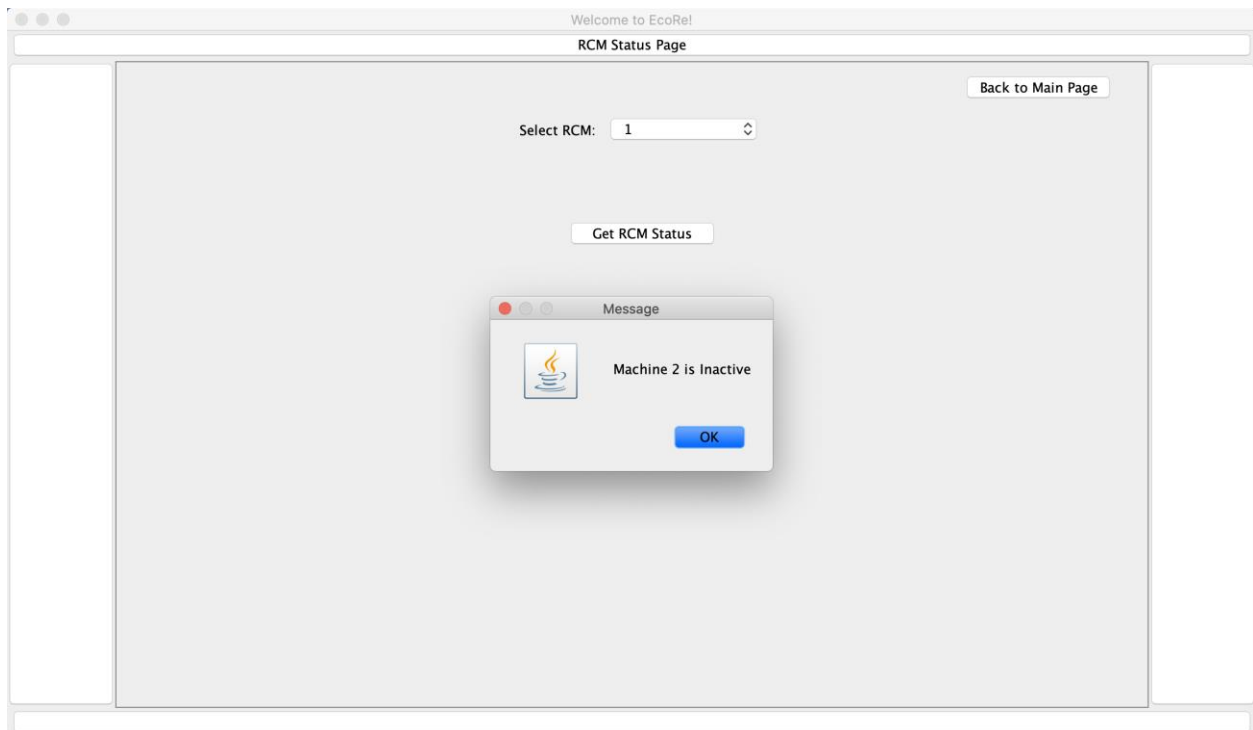 Welcome to EcoRe!
RCM Status Page
Back to Main Page
Select RCM: 1
Get RCM Status
Message
Machine 2 is Inactive
OK